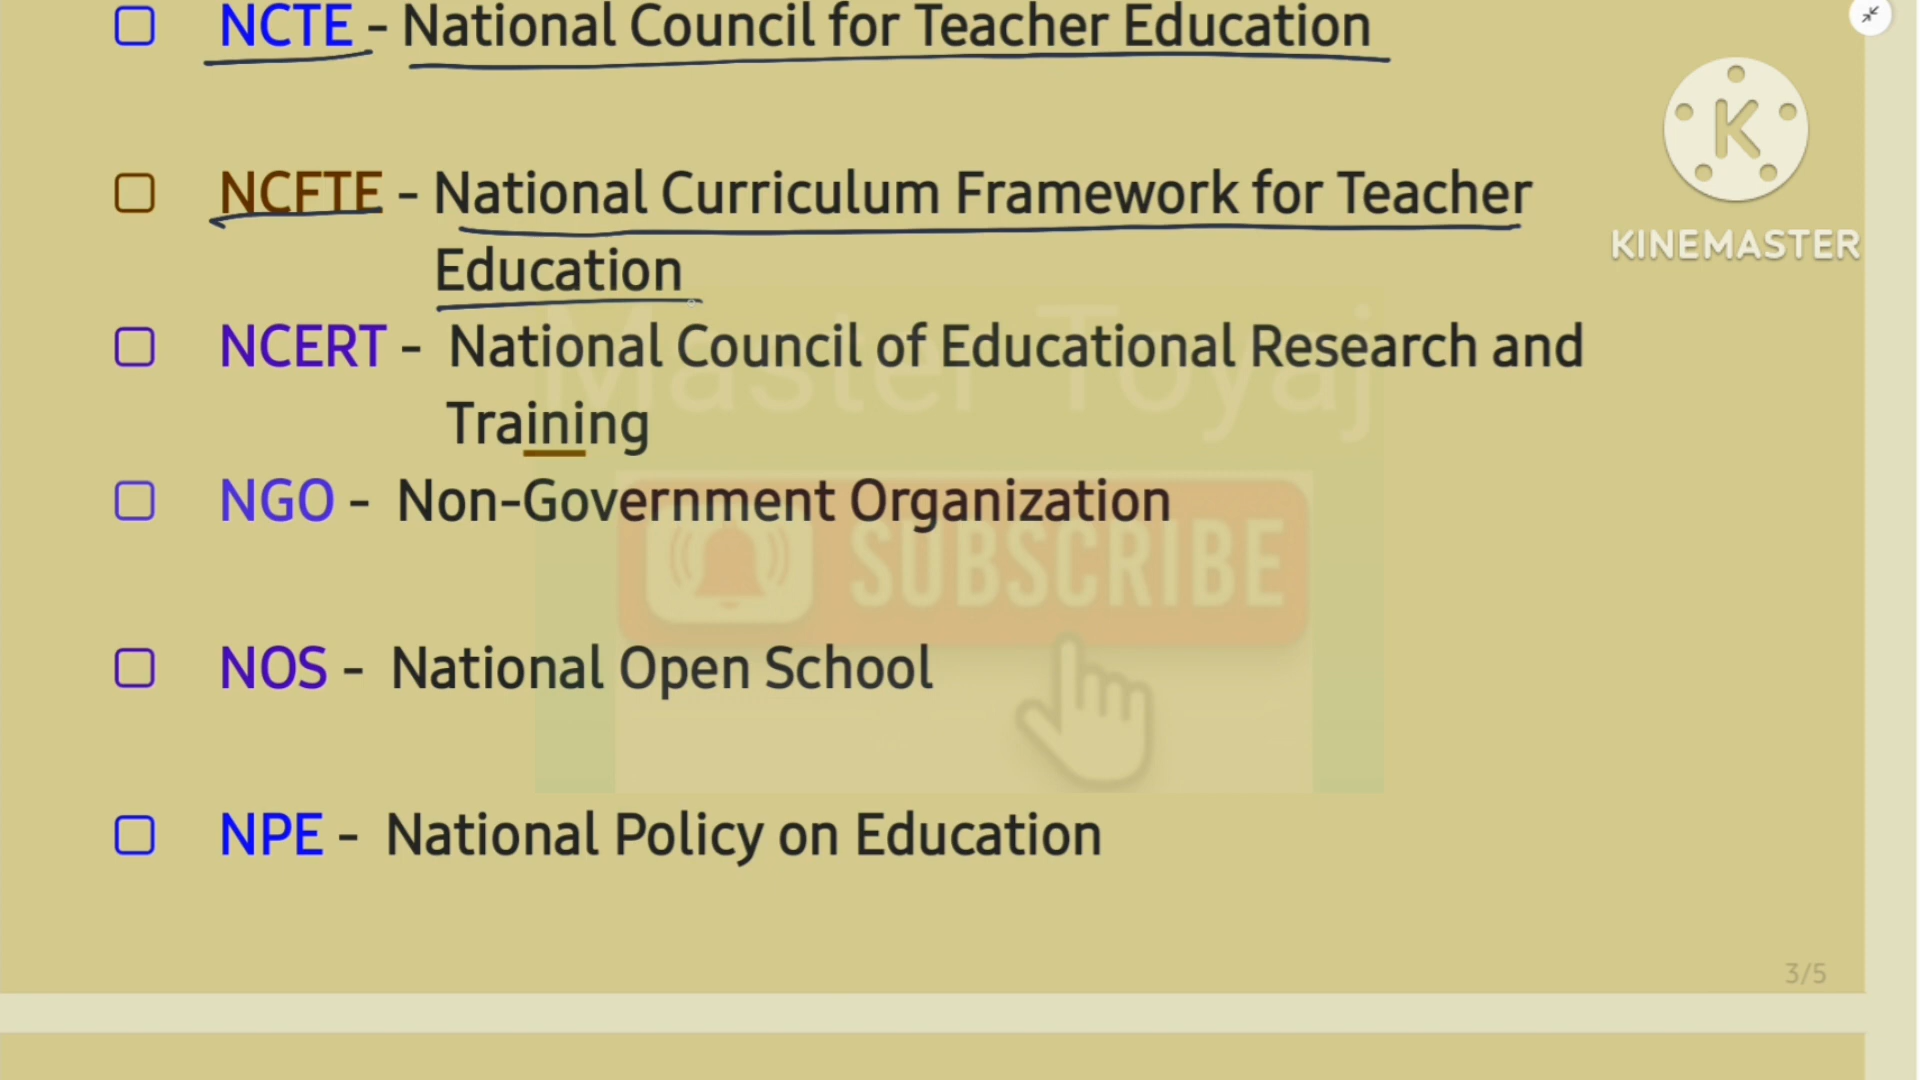 NCTE - National Council for Teacher Education
K
NCFTE - National Curriculum Framework for Teacher
KINEMASTER
Education
NCERT - National Council of Educational Research and
Master Toyaj
Training
NGO - Non-Government Organization
SUBSCRIBE
NOS - National Open School
NPE - National Policy on Education
3/5